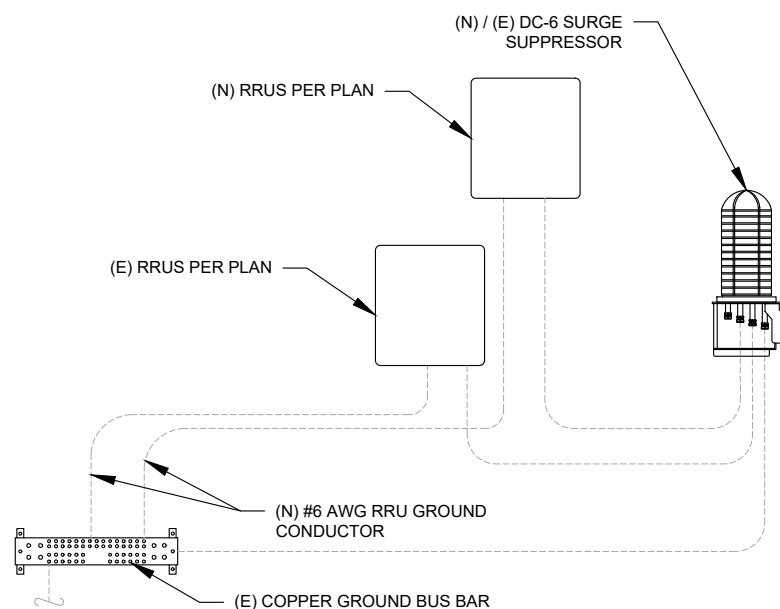 (N) / (E) DC-6 SURGE
SUPPRESSOR
(N) RRUS PER PLAN
(E) RRUS PER PLAN
(N) #6 AWG RRU GROUND
CONDUCTOR
(E) COPPER GROUND BUS BAR